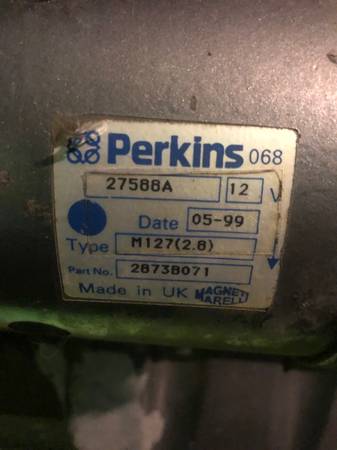 Perkins 068
27588A 12 V
Date 05-99
Type M127(2.8)
Part No. 2873B071
Made in UK MAGNETI MARELLI